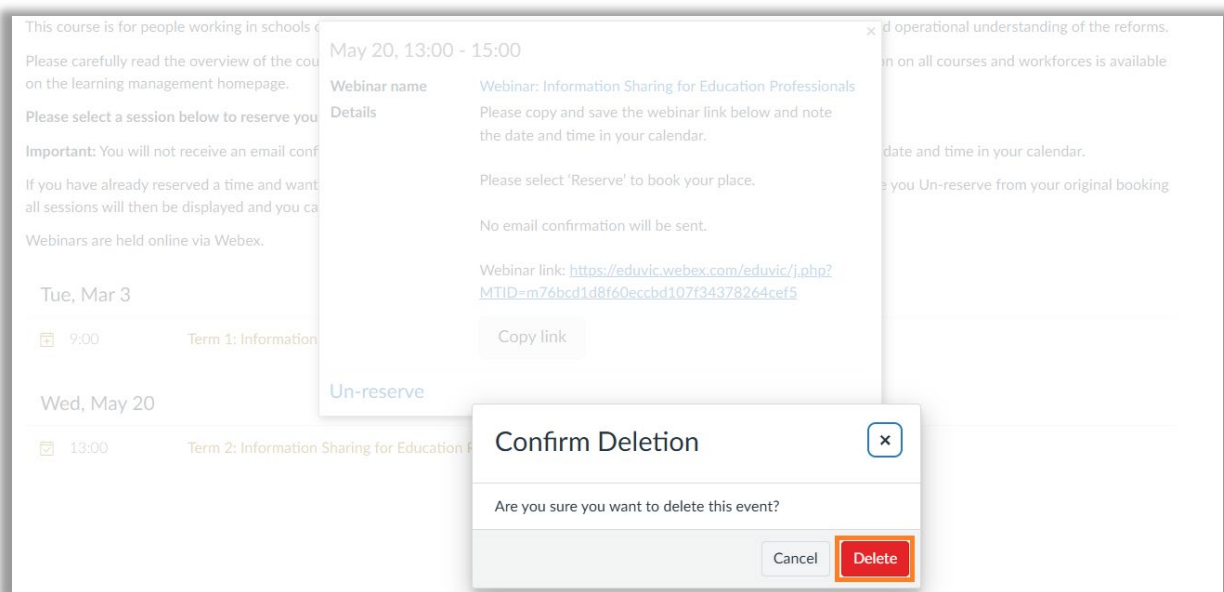 This course is for people working in schools
d operational understanding of the reforms.
May 20, 13:00 - 15:00
×
Please carefully read the overview of the cou
n on all courses and workforces is available
on the learning management homepage.
Webinar name Webinar: Information Sharing for Education Professionals
Please select a session below to reserve you
Details Please copy and save the webinar link below and note
the date and time in your calendar.
Important: You will not receive an email conf
date and time in your calendar.
If you have already reserved a time and want
Please select ‘Reserve’ to book your place.
e you Un-reserve from your original booking
all sessions will then be displayed and you ca
No email confirmation will be sent.
Webinars are held online via Webex.
Webinar link: https://eduvic.webex.com/eduvic/j.php?
MTID=m76bcd1d8f60eccbd107f34378264cef5
Tue, Mar 3
9:00 Term 1: Information
Copy link
Un-reserve
Wed, May 20
13:00 Term 2: Information Sharing for Education P
Confirm Deletion ×
Are you sure you want to delete this event?
Cancel Delete